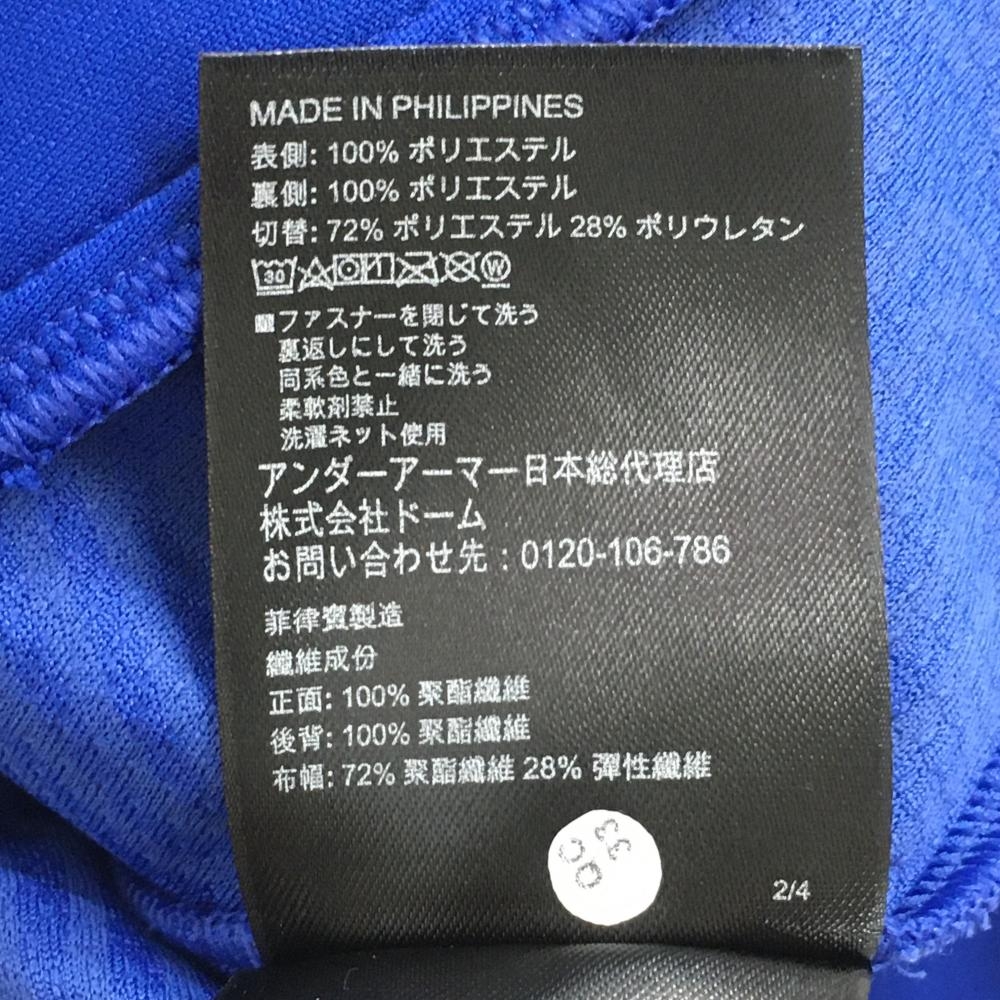 MADE IN PHILIPPINES
表側: 100% ポリエステル
裏側: 100% ポリエステル
切替: 72% ポリエステル 28% ポリウレタン
30 W
ファスナーを閉じて洗う
裏返しにして洗う
同系色と一緒に洗う
柔軟剤禁止
洗濯ネット使用
アンダーアーマー日本総代理店
株式会社ドーム
お問い合わせ先 : 0120-106-786
菲律賓製造
纖維成份
正面: 100% 聚酯纖維
後背: 100% 聚酯纖維
布幅: 72% 聚酯纖維 28% 彈性纖維
2/4